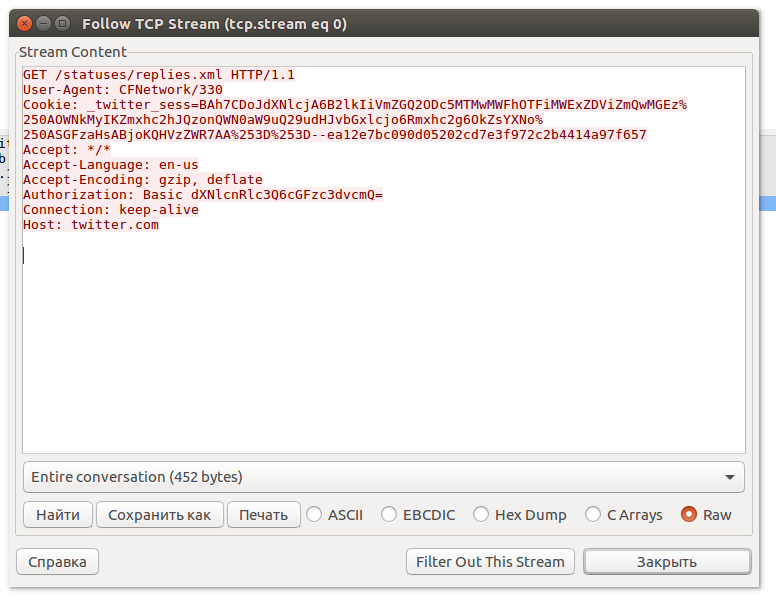 Follow TCP Stream (tcp.stream eq 0)
Stream Content
GET /statuses/replies.xml HTTP/1.1
User-Agent: CFNetwork/330
Cookie: _twitter_sess=BAh7CDoJdXNlcjA6B2lkIiVmZGQ2ODc5MTMwMWFhOTFiMWExZDViZmQwMGEz%
250AOWNkMyIKZmxhc2hJQzonQWN0aW9uQ29udHJvbGxlcjo6Rmxhc2g6OkZsYXNo%
250ASGFzaHsABjoKQHVzZWR7AA%253D%253D--ea12e7bc090d05202cd7e3f972c2b4414a97f657
Accept: */*
Accept-Language: en-us
Accept-Encoding: gzip, deflate
Authorization: Basic dXNlcnRlc3Q6cGFzc3dvcmQ=
Connection: keep-alive
Host: twitter.com
Entire conversation (452 bytes)
Найти Сохранить как Печать ASCII EBCDIC Hex Dump C Arrays Raw
Справка Filter Out This Stream Закрыть